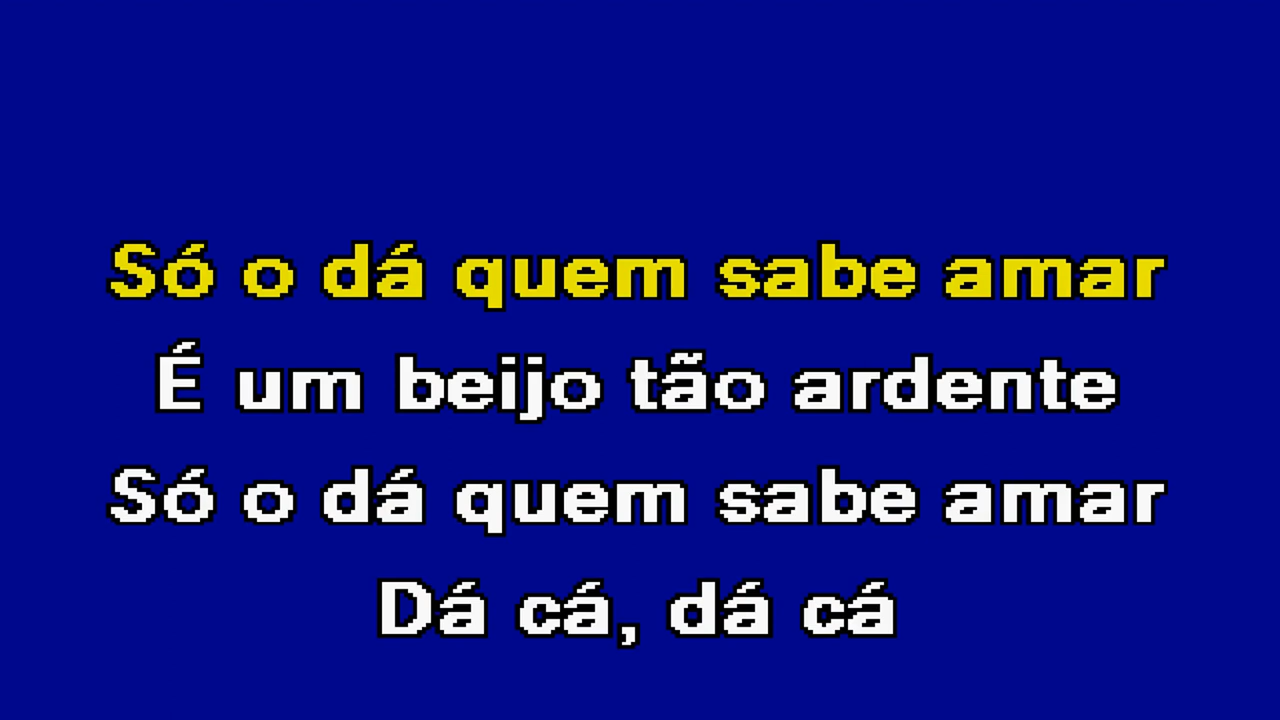 Só o dá quem sabe amar
É um beijo tão ardente
Só o dá quem sabe amar
Dá cá, dá cá